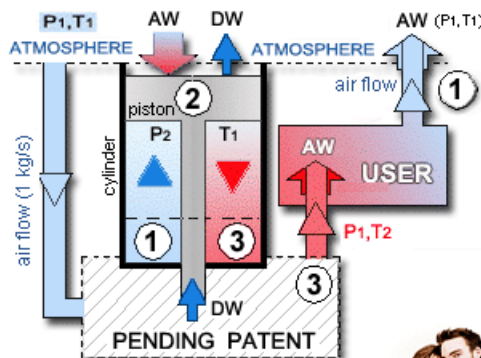 P1,T1
AW
DW
AW (P1,T1)
ATMOSPHERE
ATMOSPHERE
2
1
air flow
piston
P2
T1
AW
USER
cylinder
air flow (1 kg/s)
1
3
P1,T2
3
DW
PENDING PATENT